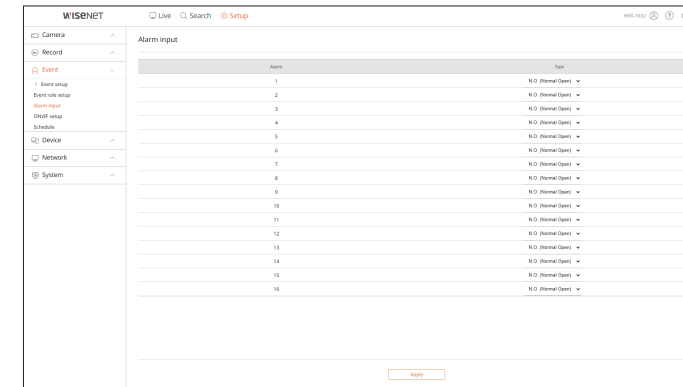 WISENET
Live Search Setup
HRX-1632
Camera
Record
Event
> Event setup
Event rule setup
Alarm input
ONVIF setup
Schedule
Device
Network
System
Alarm input
Alarm Type
1 N.O. (Normal Open)
2 N.O. (Normal Open)
3 N.O. (Normal Open)
4 N.O. (Normal Open)
5 N.O. (Normal Open)
6 N.O. (Normal Open)
7 N.O. (Normal Open)
8 N.O. (Normal Open)
9 N.O. (Normal Open)
10 N.O. (Normal Open)
11 N.O. (Normal Open)
12 N.O. (Normal Open)
13 N.O. (Normal Open)
14 N.O. (Normal Open)
15 N.O. (Normal Open)
16 N.O. (Normal Open)
Apply